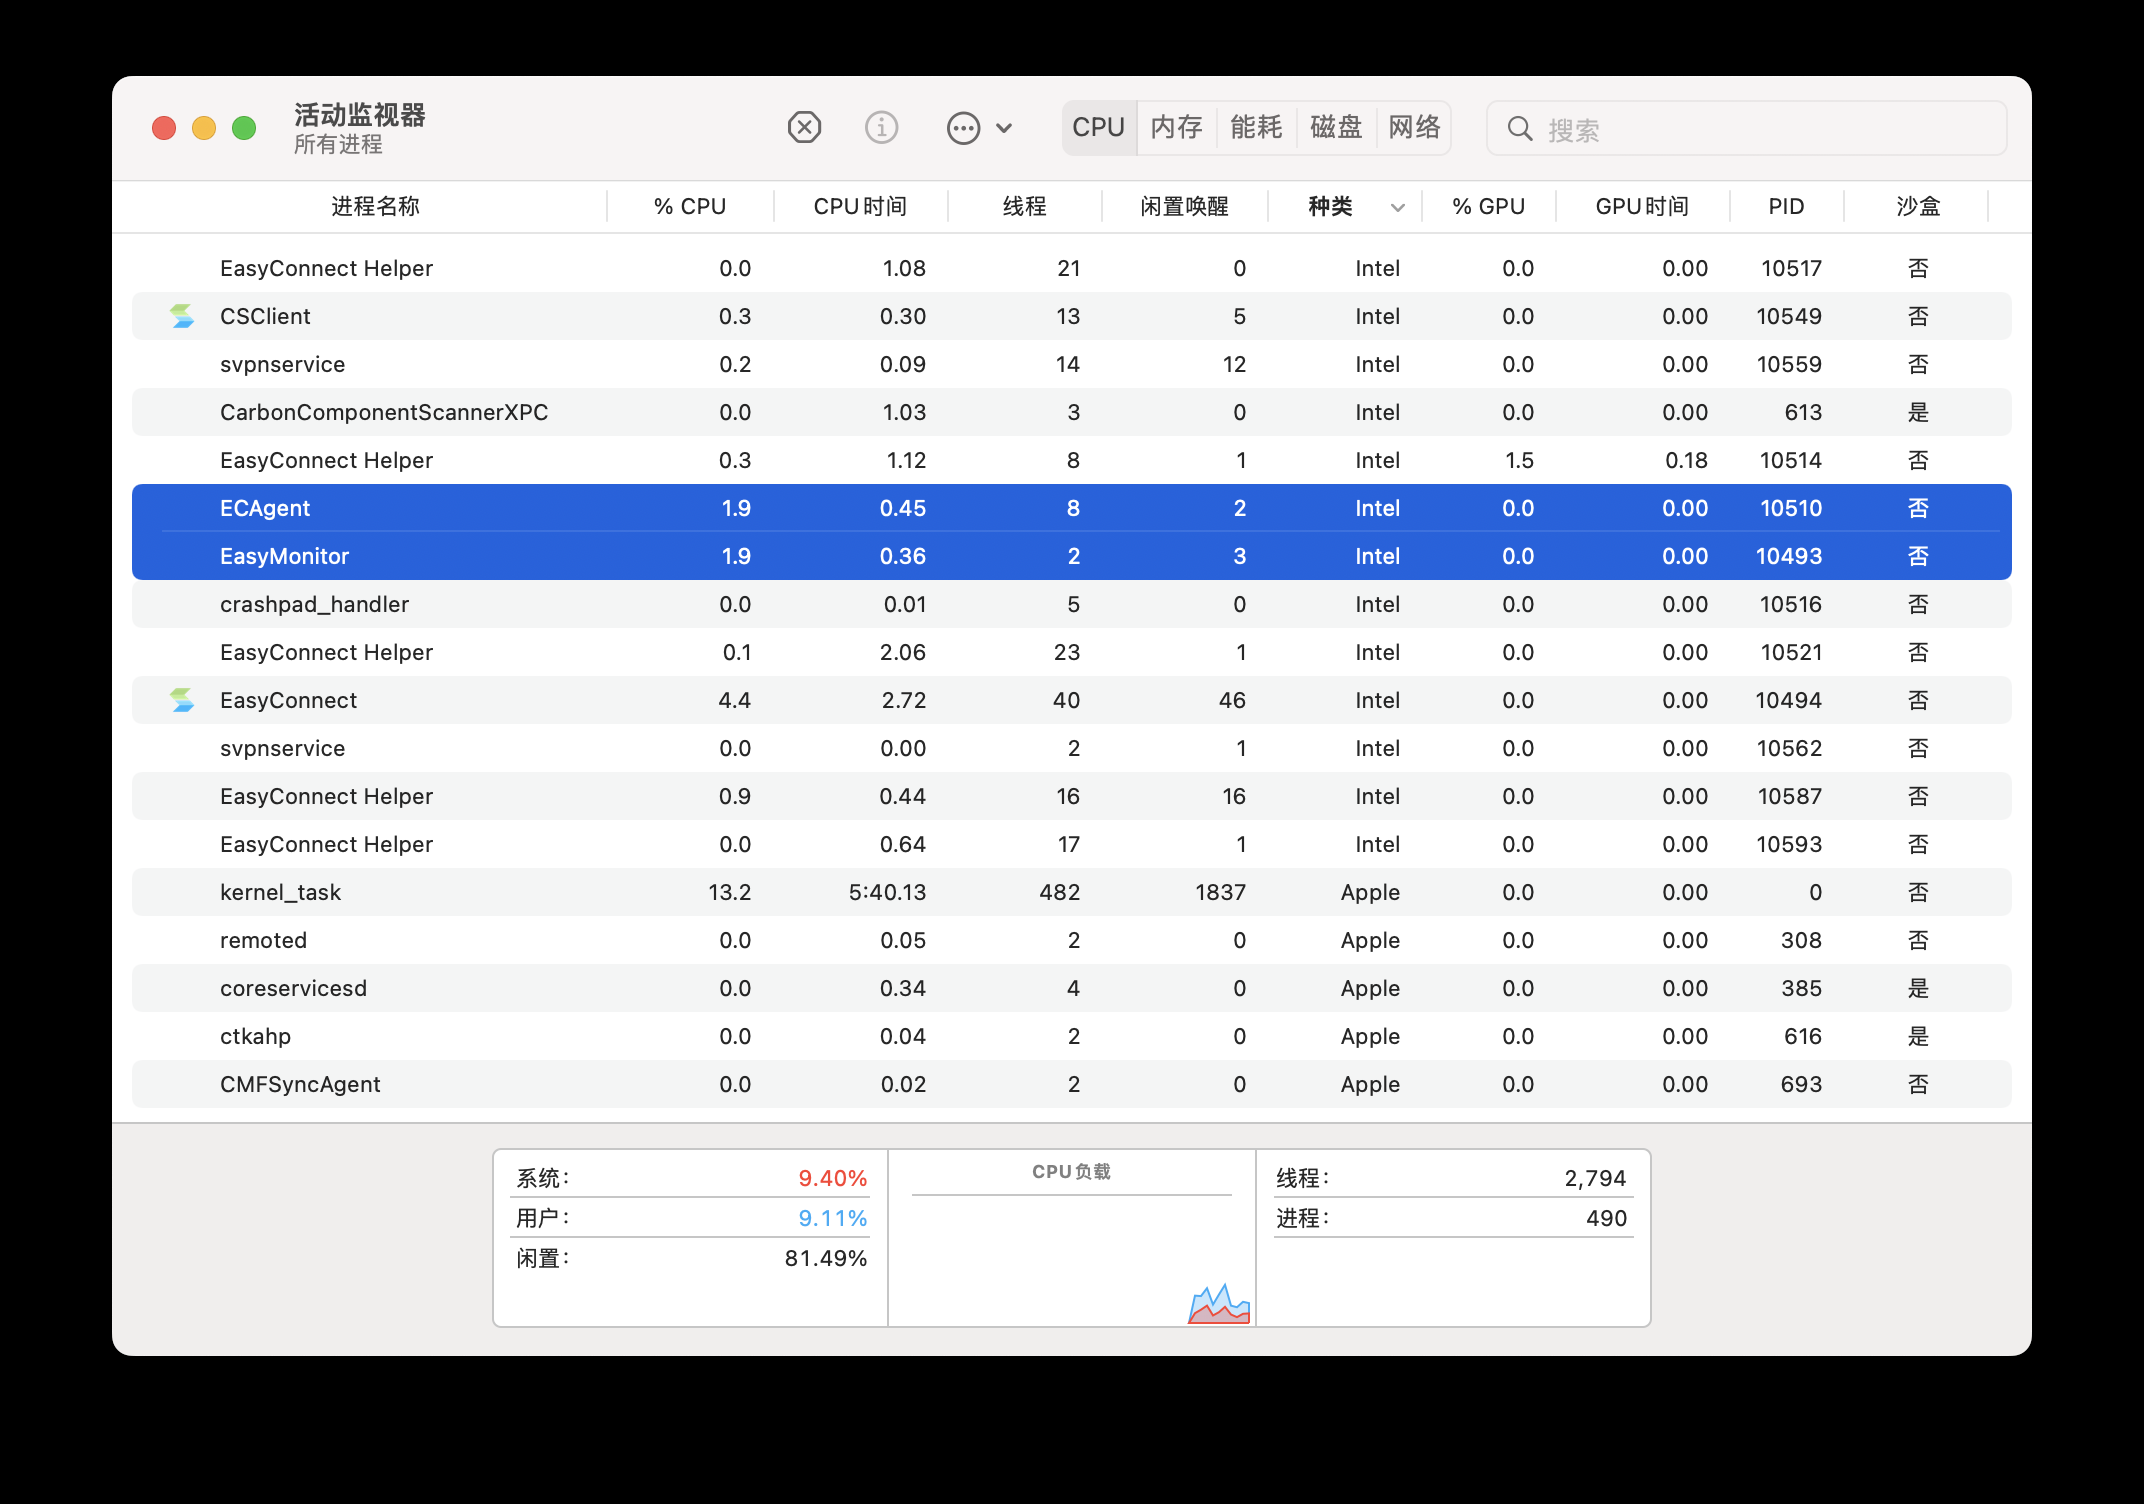 活动监视器
所有进程
CPU 内存 能耗 磁盘 网络 搜索
进程名称 % CPU CPU 时间 线程 闲置唤醒 种类 % GPU GPU 时间 PID 沙盒
EasyConnect Helper 0.0 1.08 21 0 Intel 0.0 0.00 10517 否
CSClient 0.3 0.30 13 5 Intel 0.0 0.00 10549 否
svpnservice 0.2 0.09 14 12 Intel 0.0 0.00 10559 否
CarbonComponentScannerXPC 0.0 1.03 3 0 Intel 0.0 0.00 613 是
EasyConnect Helper 0.3 1.12 8 1 Intel 1.5 0.18 10514 否
ECAgent 1.9 0.45 8 2 Intel 0.0 0.00 10510 否
EasyMonitor 1.9 0.36 2 3 Intel 0.0 0.00 10493 否
crashpad_handler 0.0 0.01 5 0 Intel 0.0 0.00 10516 否
EasyConnect Helper 0.1 2.06 23 1 Intel 0.0 0.00 10521 否
EasyConnect 4.4 2.72 40 46 Intel 0.0 0.00 10494 否
svpnservice 0.0 0.00 2 1 Intel 0.0 0.00 10562 否
EasyConnect Helper 0.9 0.44 16 16 Intel 0.0 0.00 10587 否
EasyConnect Helper 0.0 0.64 17 1 Intel 0.0 0.00 10593 否
kernel_task 13.2 5:40.13 482 1837 Apple 0.0 0.00 0 否
remoted 0.0 0.05 2 0 Apple 0.0 0.00 308 否
coreservicesd 0.0 0.34 4 0 Apple 0.0 0.00 385 是
ctkahp 0.0 0.04 2 0 Apple 0.0 0.00 616 是
CMFSyncAgent 0.0 0.02 2 0 Apple 0.0 0.00 693 否
系统： 9.40%
用户： 9.11%
闲置： 81.49%
CPU 负载
线程： 2,794
进程： 490